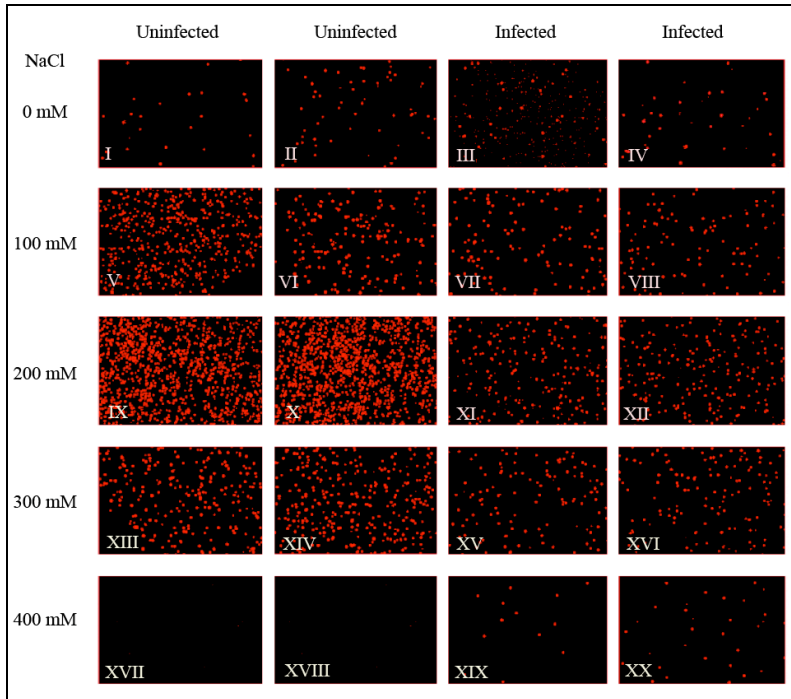 Uninfected Uninfected Infected Infected
NaCl
0 mM
I II III IV
100 mM
V VI VII VIII
200 mM
IX X XI XII
300 mM
XIII XIV XV XVI
400 mM
XVII XVIII XIX XX